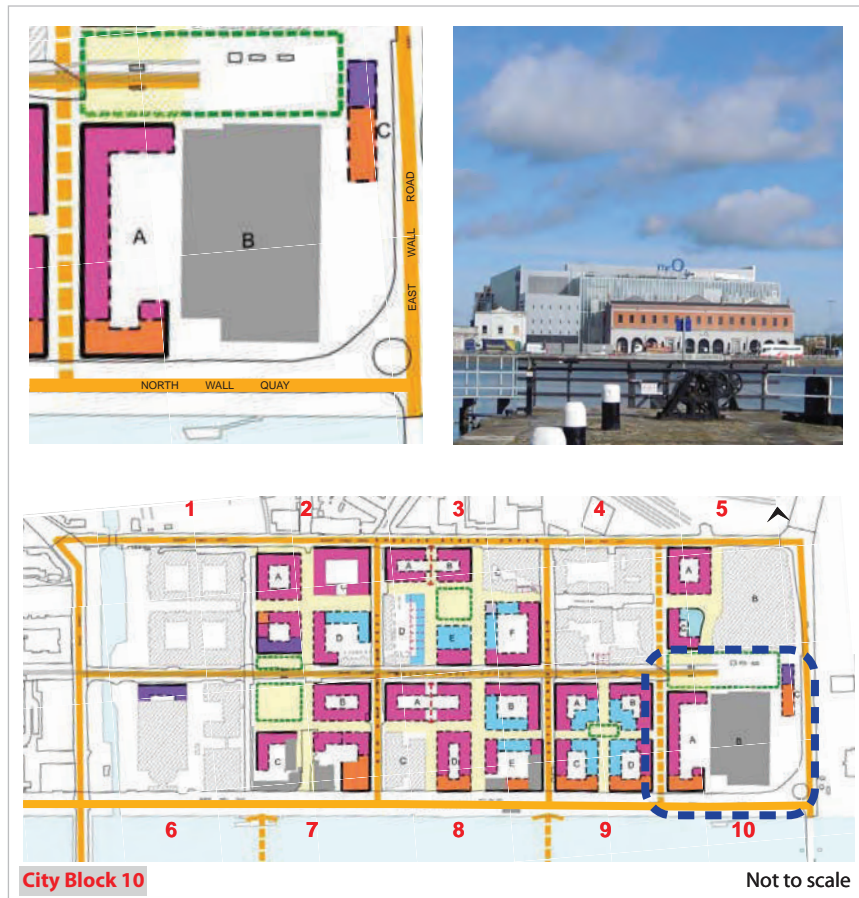 A
B
C
EAST WALL ROAD
NORTH WALL QUAY
O2
1 2 3 4 5
A A B A A
B
D D E F C
B A B A B
C C D E C D A B C
6 7 8 9 10
City Block 10
Not to scale